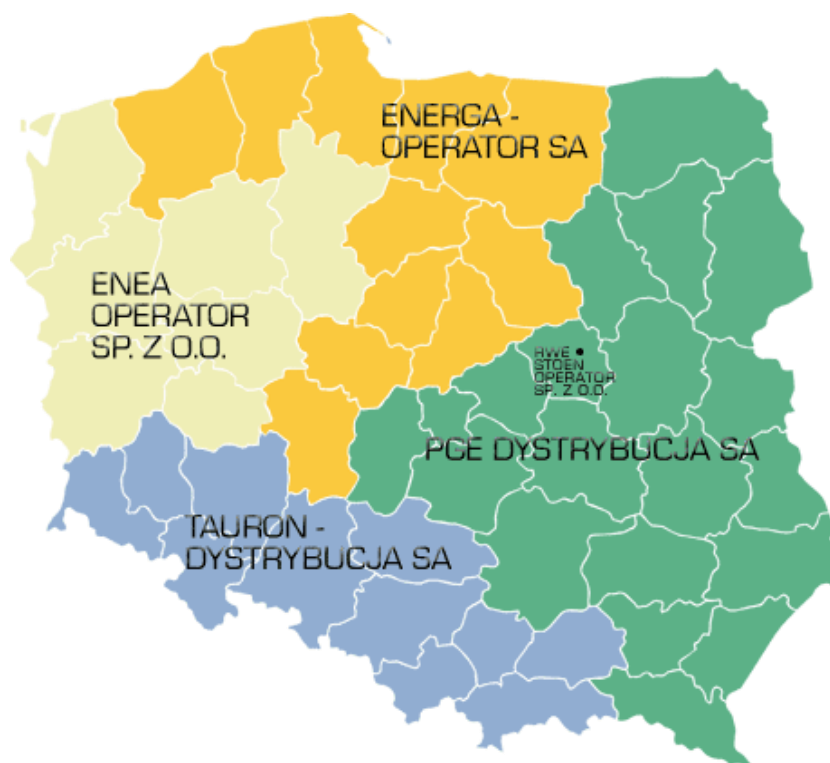 ENERGA -
OPERATOR SA
ENEA
OPERATOR
SP. Z O.O.
RWE
STOEN
OPERATOR
SP. Z O.O.
PGE DYSTRYBUCJA SA
TAURON -
DYSTRYBUCJA SA